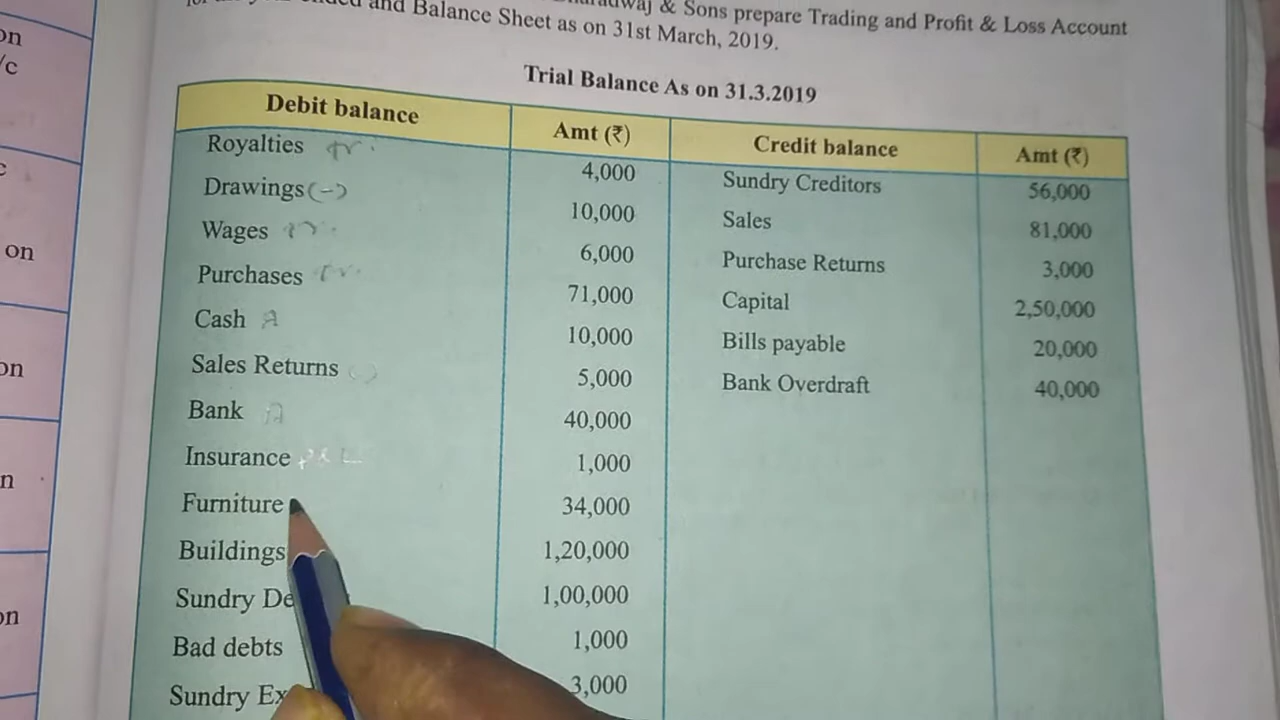 & Sons prepare Trading and Profit & Loss Account
and Balance Sheet as on 31st March, 2019.
Trial Balance As on 31.3.2019
Debit balance Amt (₹) Credit balance Amt (₹)
Royalties 4,000 Sundry Creditors 56,000
Drawings (-) 10,000 Sales 81,000
Wages 6,000 Purchase Returns 3,000
Purchases 71,000 Capital 2,50,000
Cash A 10,000 Bills payable 20,000
Sales Returns 5,000 Bank Overdraft 40,000
Bank A 40,000
Insurance 1,000
Furniture 34,000
Buildings 1,20,000
Sundry De 1,00,000
Bad debts 1,000
Sundry Ex 3,000
on
/c
on
on
n
on